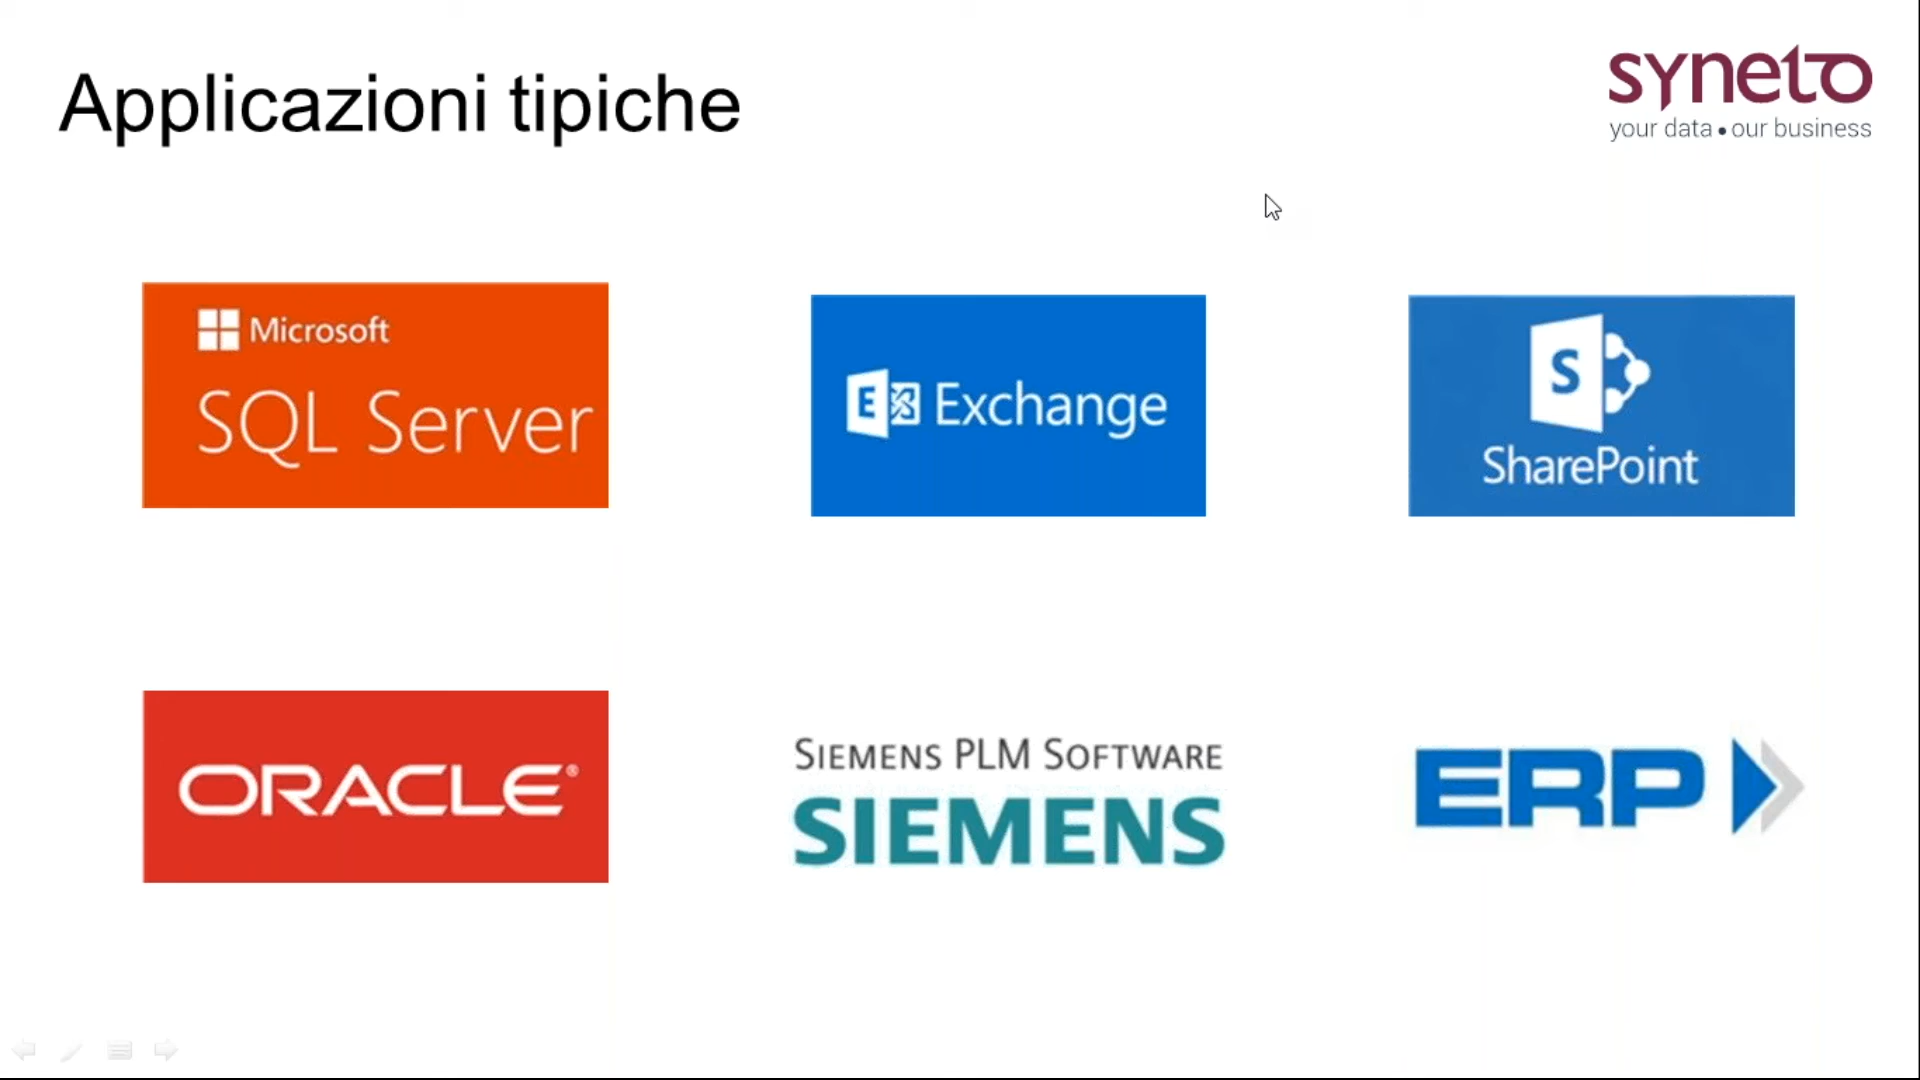 Applicazioni tipiche
syneto
your data • our business
Microsoft
SQL Server
E Exchange
S
SharePoint
ORACLE®
SIEMENS PLM SOFTWARE
SIEMENS
ERP